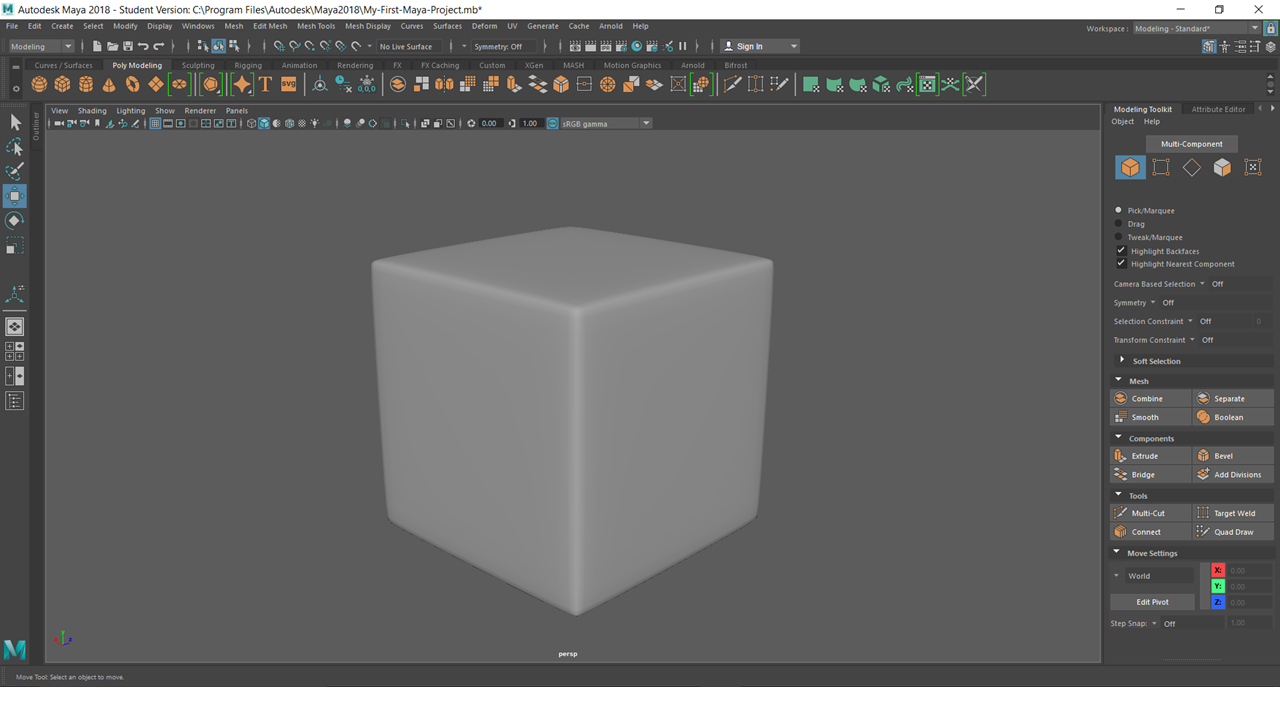 Autodesk Maya 2018 - Student Version: C:\Program Files\Autodesk\Maya2018\My-First-Maya-Project.mb*
File Edit Create Select Modify Display Windows Mesh Edit Mesh Mesh Tools Mesh Display Curves Surfaces Deform UV Generate Cache Arnold Help
Workspace: Modeling - Standard*
Modeling No Live Surface Symmetry: Off Sign In
Curves / Surfaces Poly Modeling Sculpting Rigging Animation Rendering FX FX Caching Custom XGen MASH Motion Graphics Arnold Bifrost
SVG
0,0,0
Outliner
View Shading Lighting Show Renderer Panels
0.00 1.00 sRGB gamma
Modeling Toolkit Attribute Editor
Object Help
Multi-Component
Pick/Marquee
Drag
Tweak/Marquee
Highlight Backfaces
Highlight Nearest Component
Camera Based Selection Off
Symmetry Off
Selection Constraint Off 0
Transform Constraint Off
Soft Selection
Mesh
Combine Separate
Smooth Boolean
Components
Extrude Bevel
Bridge Add Divisions
Tools
Multi-Cut Target Weld
Connect Quad Draw
Move Settings
World
X: 0.00
Y: 0.00
Z: 0.00
Edit Pivot
Step Snap: Off 1.00
persp
Move Tool: Select an object to move.